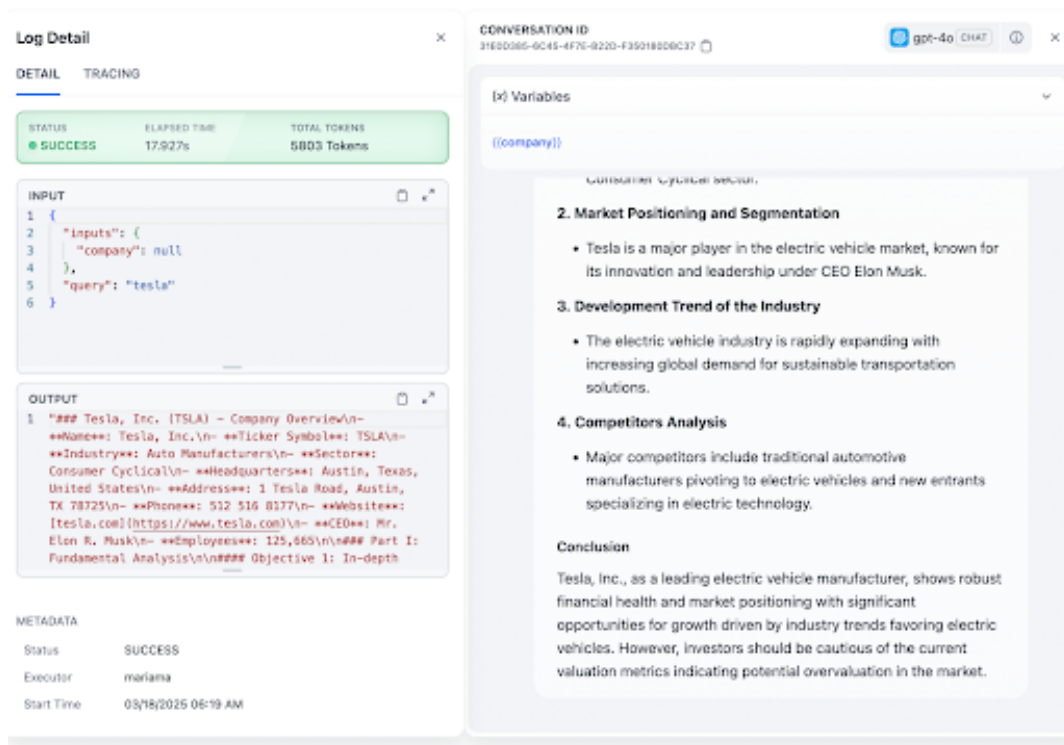 Log Detail
DETAIL TRACING
STATUS ELAPSED TIME TOTAL TOKENS
SUCCESS 17.927s 5803 Tokens
INPUT
1 {
2 "inputs": {
3 "company": null
4 },
5 "query": "tesla"
6 }
OUTPUT
1 "### Tesla, Inc. (TSLA) - Company Overview\n-
**Name**: Tesla, Inc.\n- **Ticker Symbol**: TSLA\n-
**Industry**: Auto Manufacturers\n- **Sector**:
Consumer Cyclical\n- **Headquarters**: Austin, Texas,
United States\n- **Address**: 1 Tesla Road, Austin,
TX 78725\n- **Phone**: 512 516 8177\n- **Website**:
[tesla.com](https://www.tesla.com)\n- **CEO**: Mr.
Elon R. Musk\n- **Employees**: 125,665\n\n### Part I:
Fundamental Analysis\n\n#### Objective 1: In-depth
METADATA
Status SUCCESS
Executor mariama
Start Time 03/18/2025 06:19 AM
CONVERSATION ID
gpt-4o CHAT
{x} Variables
{{company}}
Consumer Cyclical sector.
2. Market Positioning and Segmentation
• Tesla is a major player in the electric vehicle market, known for
its innovation and leadership under CEO Elon Musk.
3. Development Trend of the Industry
• The electric vehicle industry is rapidly expanding with
increasing global demand for sustainable transportation
solutions.
4. Competitors Analysis
• Major competitors include traditional automotive
manufacturers pivoting to electric vehicles and new entrants
specializing in electric technology.
Conclusion
Tesla, Inc., as a leading electric vehicle manufacturer, shows robust
financial health and market positioning with significant
opportunities for growth driven by industry trends favoring electric
vehicles. However, investors should be cautious of the current
valuation metrics indicating potential overvaluation in the market.